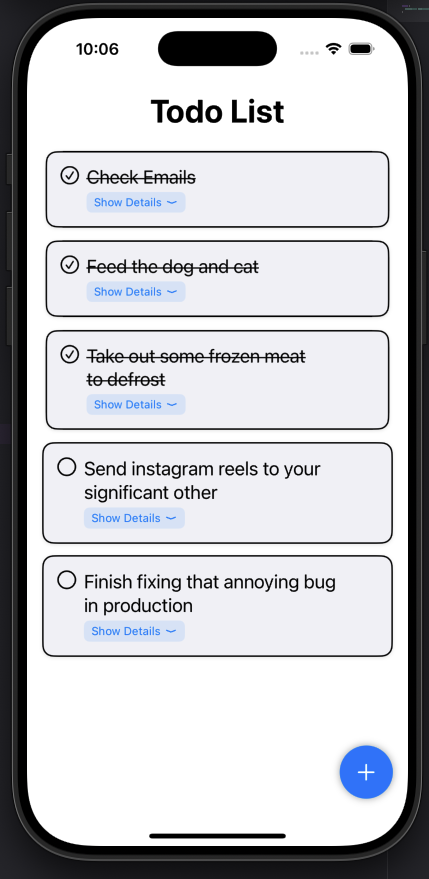 10:06
Todo List
Check Emails
Show Details
Feed the dog and cat
Show Details
Take out some frozen meat
to defrost
Show Details
Send instagram reels to your
significant other
Show Details
Finish fixing that annoying bug
in production
Show Details